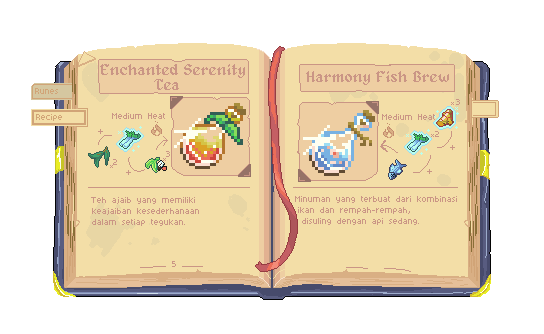 Runes
Recipe
Enchanted Serenity
Tea
Medium Heat
+
x2
+
3
Teh ajaib yang memiliki
keajaiban kesederhanaan
dalam setiap tegukan.
5
Harmony Fish Brew
Medium Heat
x3
x2
+
+
Minuman yang terbuat dari kombinasi
ikan dan rempah-rempah,
disuling dengan api sedang.